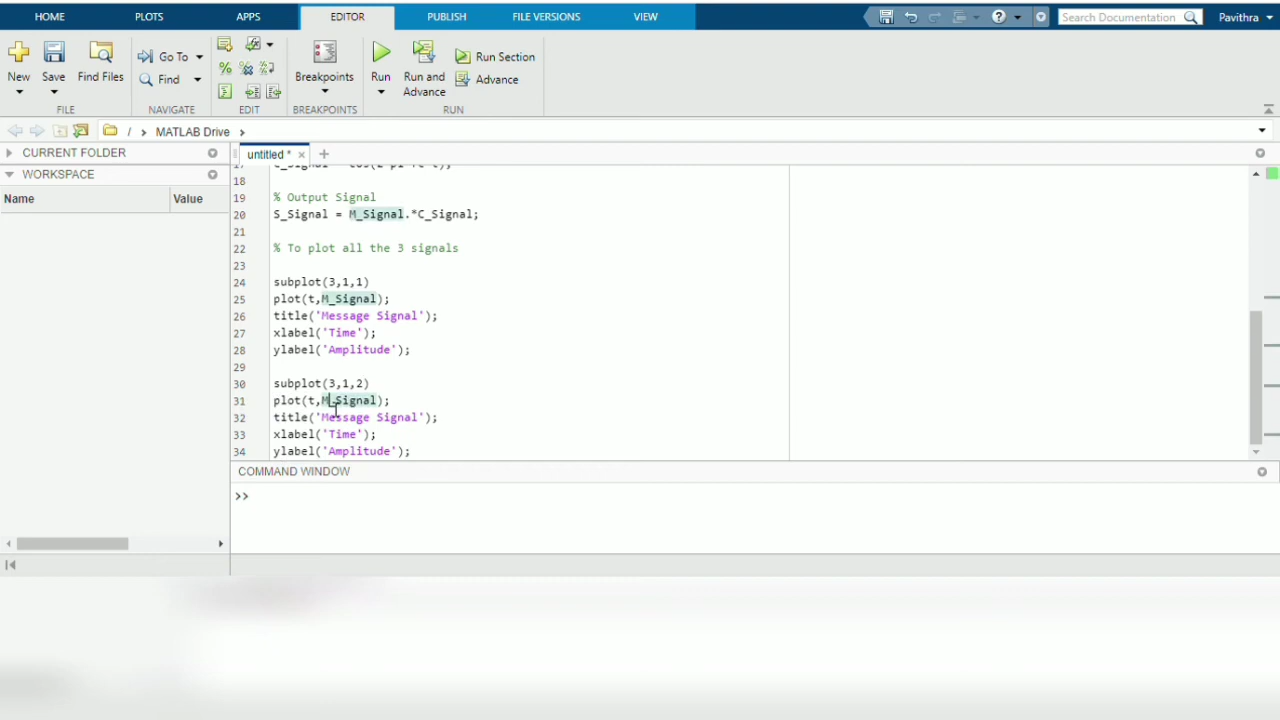 HOME PLOTS APPS EDITOR PUBLISH FILE VERSIONS VIEW Search Documentation Pavithra
New Save Find Files Go To Find Breakpoints Run Run and Advance Run Section Advance
FILE NAVIGATE EDIT BREAKPOINTS RUN
/ MATLAB Drive
CURRENT FOLDER
WORKSPACE
Name Value
untitled * × +
18
19 % Output Signal
20 S_Signal = M_Signal.*C_Signal;
21
22 % To plot all the 3 signals
23
24 subplot(3,1,1)
25 plot(t,M_Signal);
26 title('Message Signal');
27 xlabel('Time');
28 ylabel('Amplitude');
29
30 subplot(3,1,2)
31 plot(t,M_Signal);
32 title('Message Signal');
33 xlabel('Time');
34 ylabel('Amplitude');
COMMAND WINDOW
>>